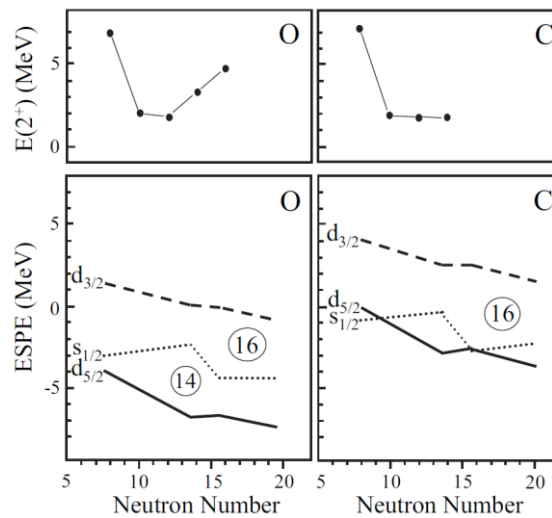 O
C
E(2⁺) (MeV)
5
0
O
C
ESPE (MeV)
5
0
-5
d₃/₂
s₁/₂
d₅/₂
16
14
d₃/₂
d₅/₂
s₁/₂
16
5 10 15 20
5 10 15 20
Neutron Number
Neutron Number